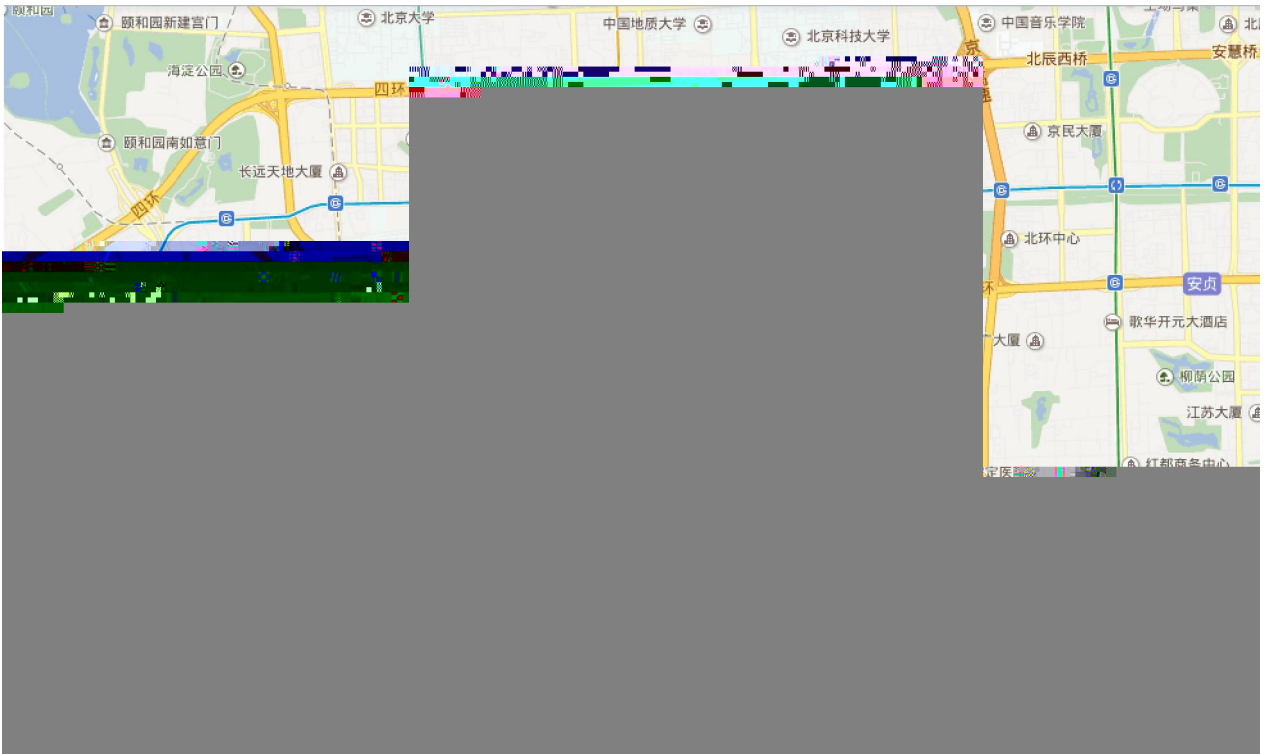 颐和园
颐和园新建宫门
北京大学
中国地质大学
北京科技大学
中国音乐学院
京
北辰西桥
安慧桥
海淀公园
四环
颐和园南如意门
京民大厦
长远天地大厦
四环
北环中心
环
安贞
歌华开元大酒店
大厦
柳荫公园
江苏大厦
红都商务中心
定医